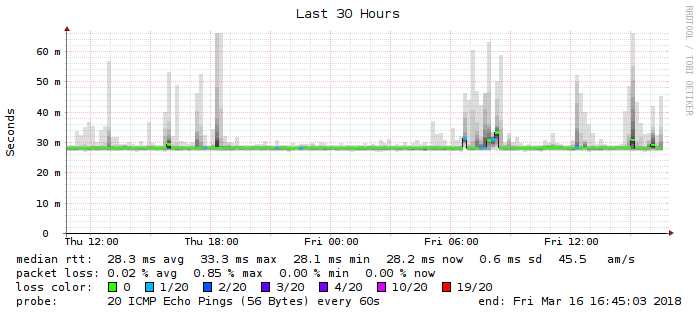 Last 30 Hours
RRDTOOL / TOBI OETIKER
Seconds
60 m
50 m
40 m
30 m
20 m
10 m
0
Thu 12:00 Thu 18:00 Fri 00:00 Fri 06:00 Fri 12:00
median rtt: 28.3 ms avg 33.3 ms max 28.1 ms min 28.2 ms now 0.6 ms sd 45.5 am/s
packet loss: 0.02 % avg 0.85 % max 0.00 % min 0.00 % now
loss color: 0 1/20 2/20 3/20 4/20 10/20 19/20
probe: 20 ICMP Echo Pings (56 Bytes) every 60s end: Fri Mar 16 16:45:03 2018